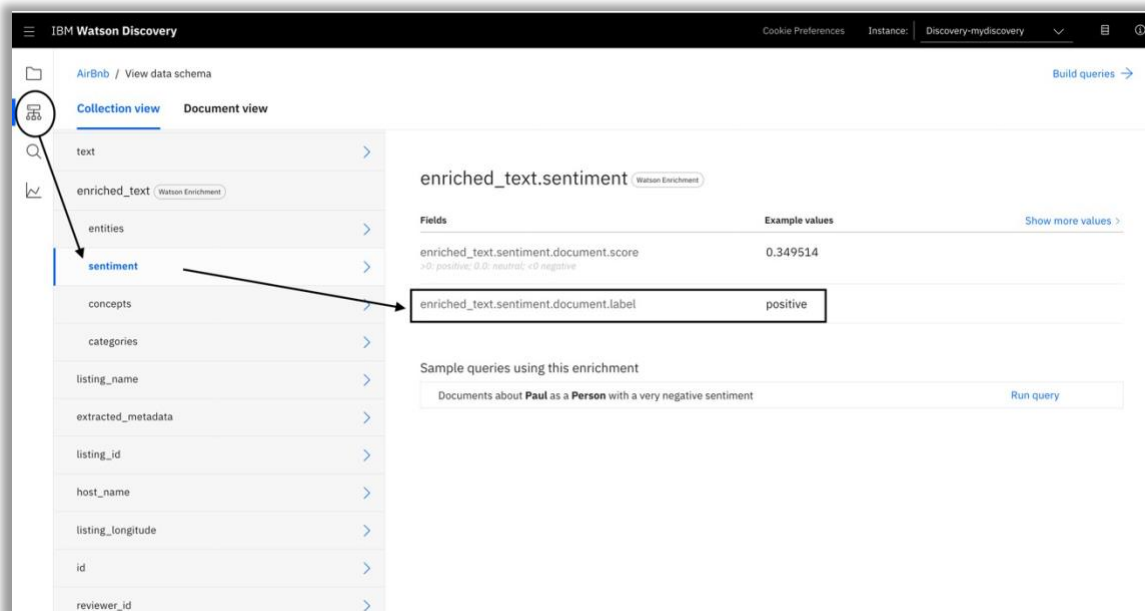 IBM Watson Discovery
Cookie Preferences Instance: Discovery-mydiscovery
AirBnb / View data schema
Build queries →
Collection view Document view
text
enriched_text Watson Enrichment
entities
sentiment
concepts
categories
listing_name
extracted_metadata
listing_id
host_name
listing_longitude
id
reviewer_id
enriched_text.sentiment Watson Enrichment
Fields Example values Show more values >
enriched_text.sentiment.document.score 0.349514
>0: positive; 0.0: neutral; <0 negative
enriched_text.sentiment.document.label positive
Sample queries using this enrichment
Documents about Paul as a Person with a very negative sentiment Run query